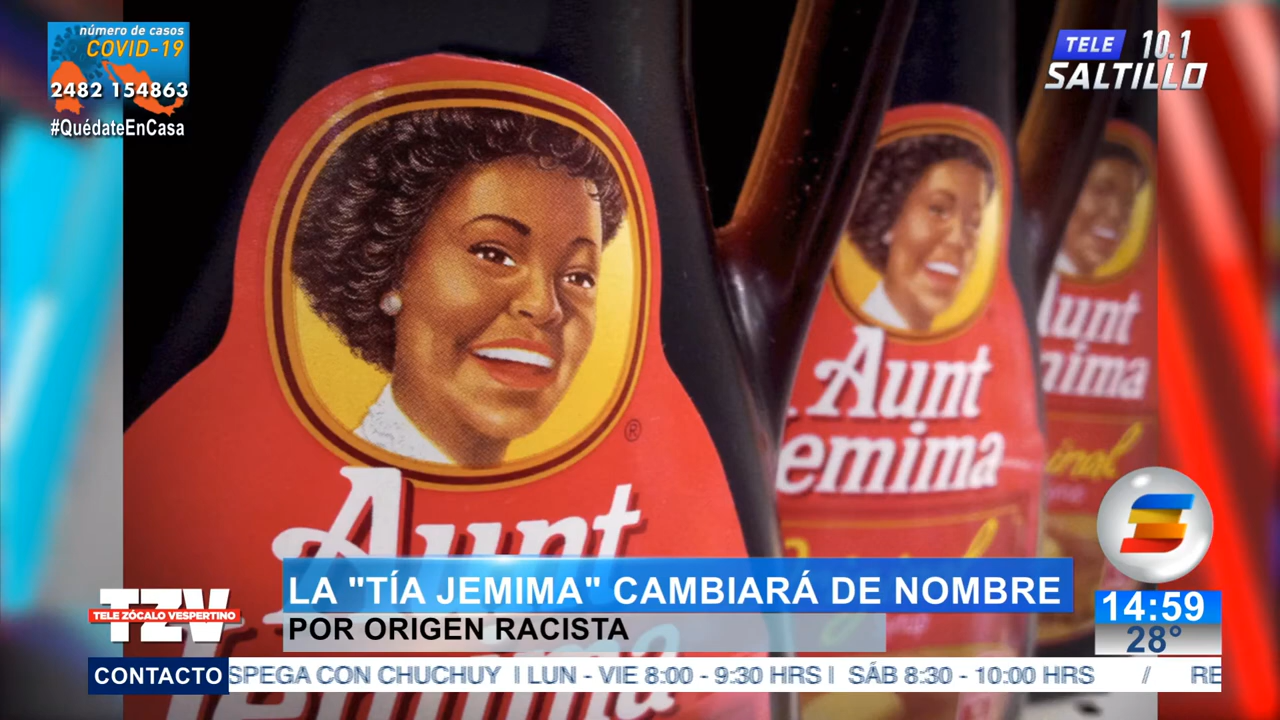 número de casos
COVID-19
2482 154863
#QuédateEnCasa
TELE 10.1
SALTILLO
®
Aunt
Jemima
Aunt
Jemima
Aunt
LA "TÍA JEMIMA" CAMBIARÁ DE NOMBRE
POR ORIGEN RACISTA
TZV
TELE ZÓCALO VESPERTINO
14:59
28°
CONTACTO
SPEGA CON CHUCHUY | LUN - VIE 8:00 - 9:30 HRS | SÁB 8:30 - 10:00 HRS / RE